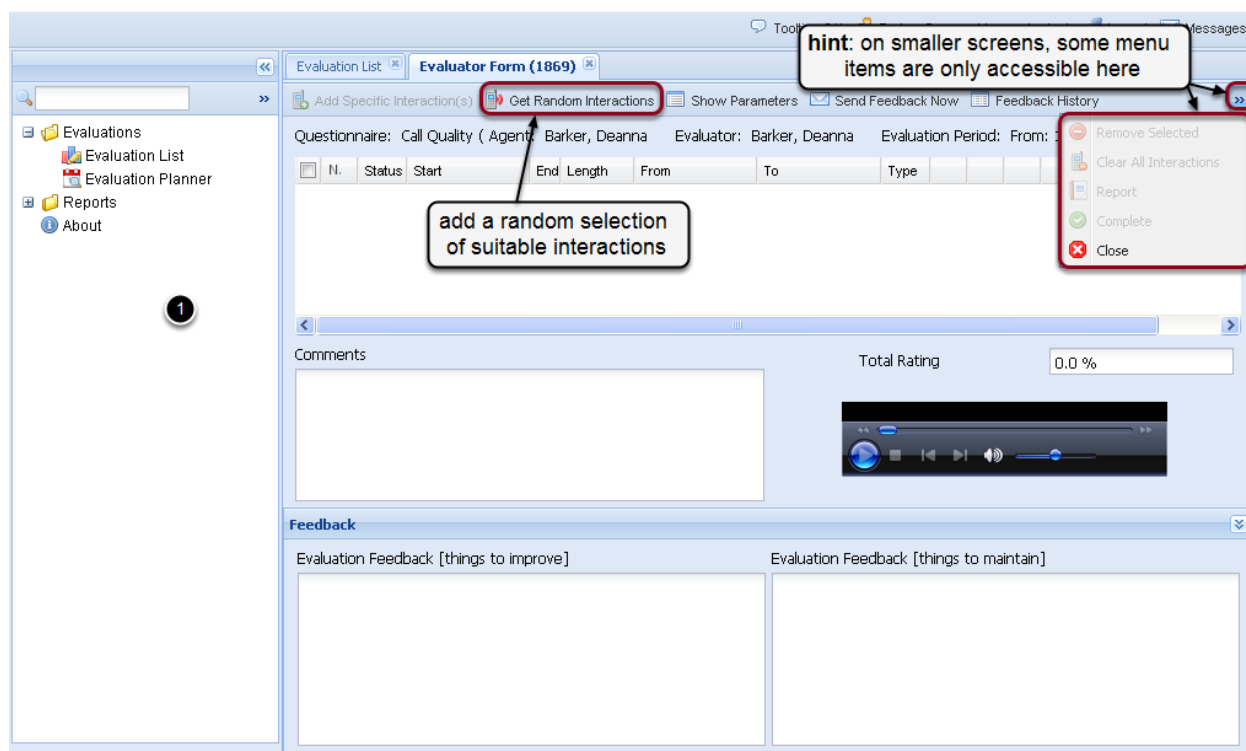 Messages
hint: on smaller screens, some menu
items are only accessible here
Evaluation List
Evaluator Form (1869)
Add Specific Interaction(s)
Get Random Interactions
Show Parameters
Send Feedback Now
Feedback History
Evaluations
Evaluation List
Evaluation Planner
Reports
About
1
Questionnaire: Call Quality ( Agent: Barker, Deanna Evaluator: Barker, Deanna Evaluation Period: From:
N. Status Start End Length From To Type
Remove Selected
Clear All Interactions
Report
Complete
Close
add a random selection
of suitable interactions
Comments
Total Rating
0.0 %
Feedback
Evaluation Feedback [things to improve]
Evaluation Feedback [things to maintain]